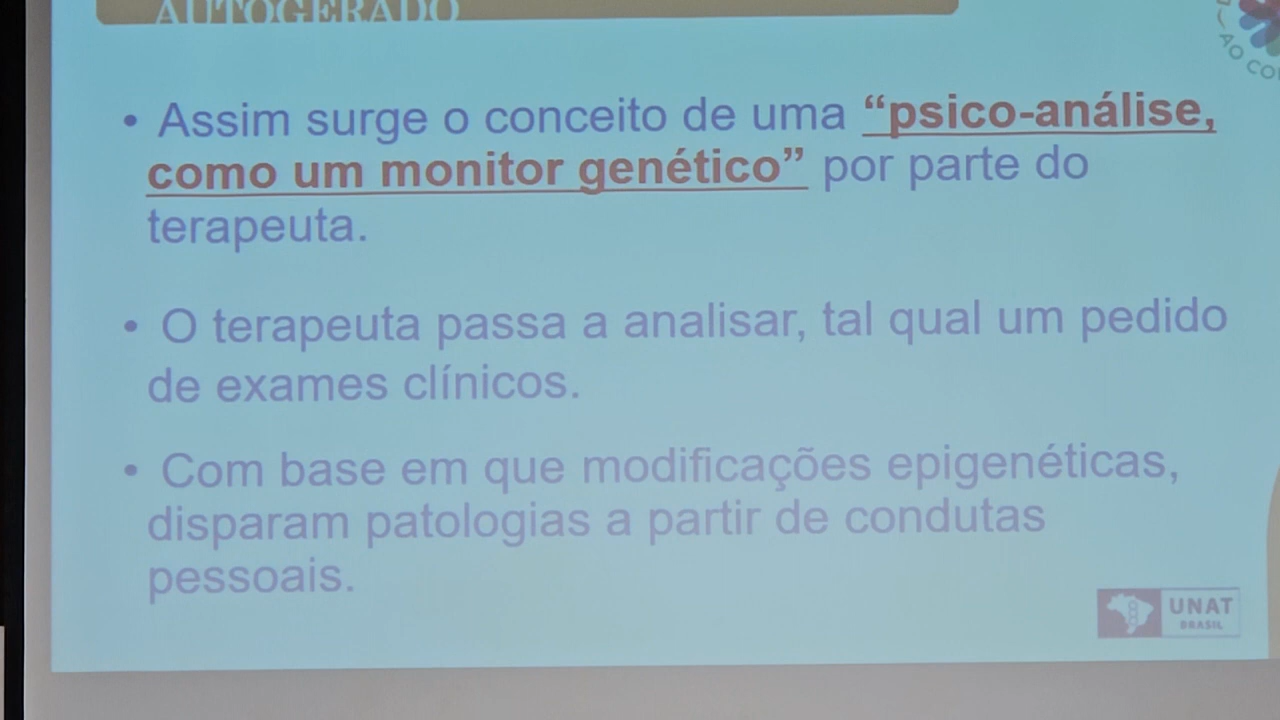 AUTOGERADO
• Assim surge o conceito de uma “psico-análise,
como um monitor genético” por parte do
terapeuta.
• O terapeuta passa a analisar, tal qual um pedido
de exames clínicos.
• Com base em que modificações epigenéticas,
disparam patologias a partir de condutas
pessoais.
AO CO
UNAT
BRASIL